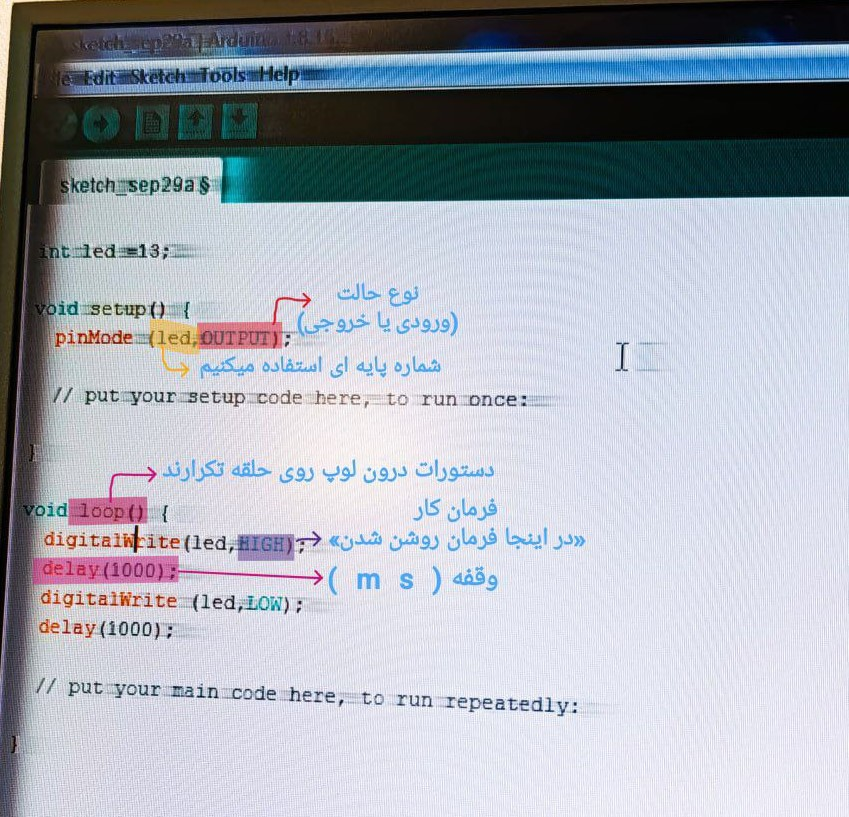 sketch_sep29a | Arduino 1.8.1
Edit Sketch Tools Help
sketch_sep29a §
int led =13;
void setup() {
نوع حالت
(ورودی یا خروجی)
pinMode (led,OUTPUT);
شماره پایه ای استفاده میکنیم
// put your setup code here, to run once:
}
دستورات درون لوپ روی حلقه تکرارند
void loop() {
فرمان کار
digitalWrite(led,HIGH);
«در اینجا فرمان روشن شدن»
delay(1000);
وقفه ( m s )
digitalWrite (led,LOW);
delay(1000);
// put your main code here, to run repeatedly:
}